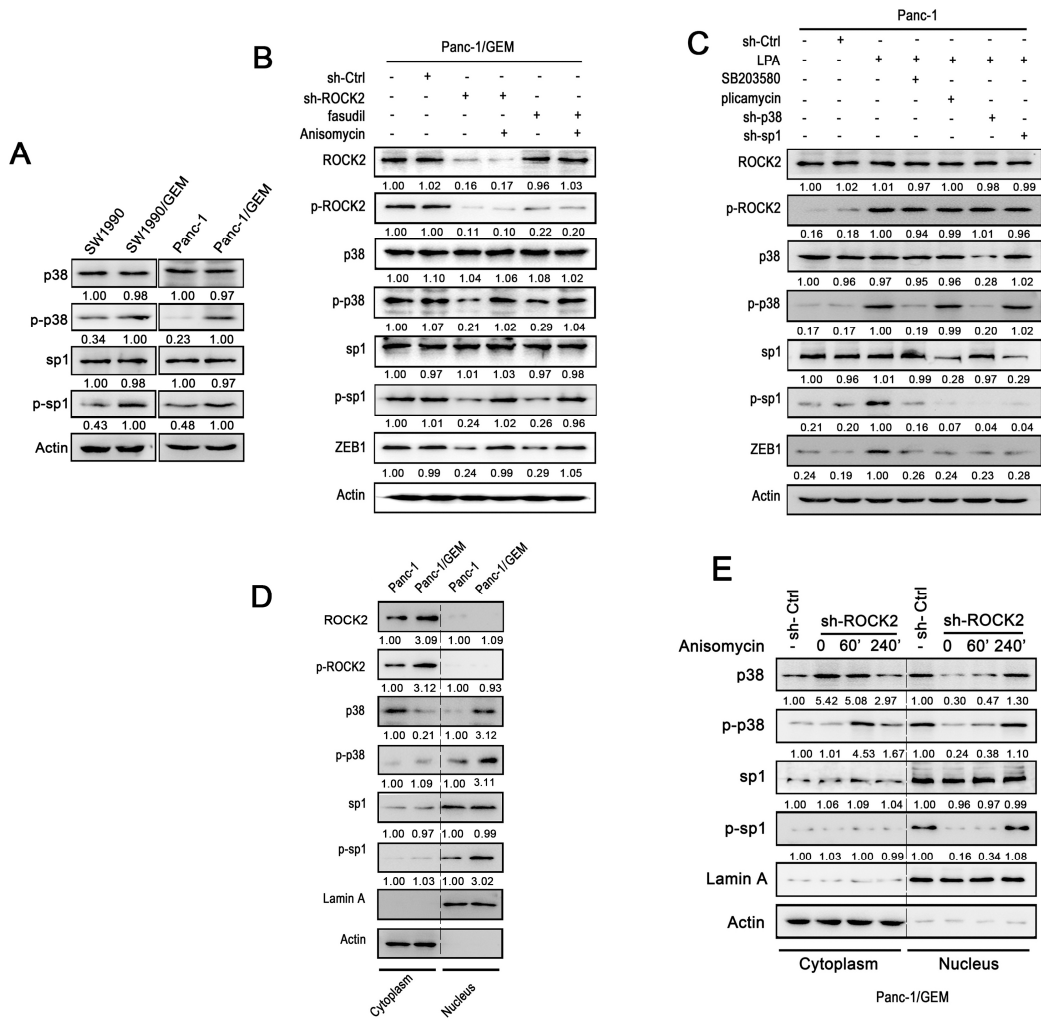 A
SW1990
SW1990/GEM
Panc-1
Panc-1/GEM
p38
1.00 0.98 1.00 0.97
p-p38
0.34 1.00 0.23 1.00
sp1
1.00 0.98 1.00 0.97
p-sp1
0.43 1.00 0.48 1.00
Actin
B
Panc-1/GEM
sh-Ctrl - + - - - -
sh-ROCK2 - - + + - -
fasudil - - - - + +
Anisomycin - - - + - +
ROCK2
1.00 1.02 0.16 0.17 0.96 1.03
p-ROCK2
1.00 1.00 0.11 0.10 0.22 0.20
p38
1.00 1.10 1.04 1.06 1.08 1.02
p-p38
1.00 1.07 0.21 1.02 0.29 1.04
sp1
1.00 0.97 1.01 1.03 0.97 0.98
p-sp1
1.00 1.01 0.24 1.02 0.26 0.96
ZEB1
1.00 0.99 0.24 0.99 0.29 1.05
Actin
C
Panc-1
sh-Ctrl - + - - - - -
LPA - - + + + + +
SB203580 - - - + - - -
plicamycin - - - - + - -
sh-p38 - - - - - + -
sh-sp1 - - - - - - +
ROCK2
1.00 1.02 1.01 0.97 1.00 0.98 0.99
p-ROCK2
0.16 0.18 1.00 0.94 0.99 1.01 0.96
p38
1.00 0.96 0.97 0.95 0.96 0.28 1.02
p-p38
0.17 0.17 1.00 0.19 0.99 0.20 1.02
sp1
1.00 0.96 1.01 0.99 0.28 0.97 0.29
p-sp1
0.21 0.20 1.00 0.16 0.07 0.04 0.04
ZEB1
0.24 0.19 1.00 0.26 0.24 0.23 0.28
Actin
D
Panc-1
Panc-1/GEM
Panc-1
Panc-1/GEM
ROCK2
1.00 3.09 1.00 1.09
p-ROCK2
1.00 3.12 1.00 0.93
p38
1.00 0.21 1.00 3.12
p-p38
1.00 1.09 1.00 3.11
sp1
1.00 0.97 1.00 0.99
p-sp1
1.00 1.03 1.00 3.02
Lamin A
Actin
Cytoplasm
Nucleus
E
sh-Ctrl
sh-ROCK2
sh-Ctrl
sh-ROCK2
Anisomycin - 0 60' 240' - 0 60' 240'
p38
1.00 5.42 5.08 2.97 1.00 0.30 0.47 1.30
p-p38
1.00 1.01 4.53 1.67 1.00 0.24 0.38 1.10
sp1
1.00 1.06 1.09 1.04 1.00 0.96 0.97 0.99
p-sp1
1.00 1.03 1.00 0.99 1.00 0.16 0.34 1.08
Lamin A
Actin
Cytoplasm Nucleus
Panc-1/GEM